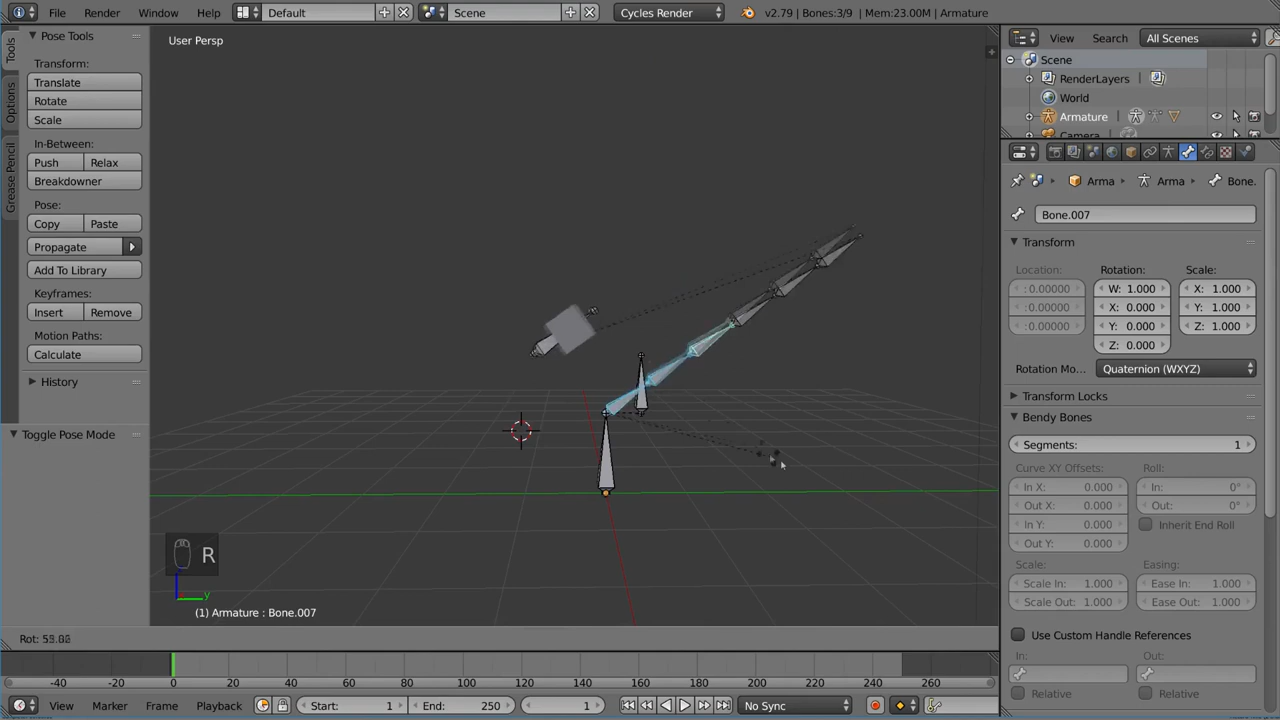 File Render Window Help Default Scene Cycles Render v2.79 | Bones:3/9 | Mem:23.00M | Armature
Tools
Options
Grease Pencil
Pose Tools
Transform:
Translate
Rotate
Scale
In-Between:
Push Relax
Breakdowner
Pose:
Copy Paste
Propagate
Add To Library
Keyframes:
Insert Remove
Motion Paths:
Calculate
History
Toggle Pose Mode
User Persp
R
y
(1) Armature : Bone.007
View Search All Scenes
Scene
RenderLayers
World
Armature
Camera
Arma Arma Bone.
Bone.007
Transform
Location: Rotation: Scale:
: 0.00000 W: 1.000 X: 1.000
: 0.00000 X: 0.000 Y: 1.000
: 0.00000 Y: 0.000 Z: 1.000
Z: 0.000
Rotation Mo... Quaternion (WXYZ)
Transform Locks
Bendy Bones
Segments: 1
Curve XY Offsets: Roll:
In X: 0.000 In: 0°
Out X: 0.000 Out: 0°
In Y: 0.000 Inherit End Roll
Out Y: 0.000
Scale: Easing:
Scale In: 1.000 Ease In: 1.000
Scale Out: 1.000 Ease Out: 1.000
Use Custom Handle References
In: Out:
Relative Relative
Rot:
-40 -20 0 20 40 60 80 100 120 140 160 180 200 220 240 260
View Marker Frame Playback Start: 1 End: 250 1 No Sync